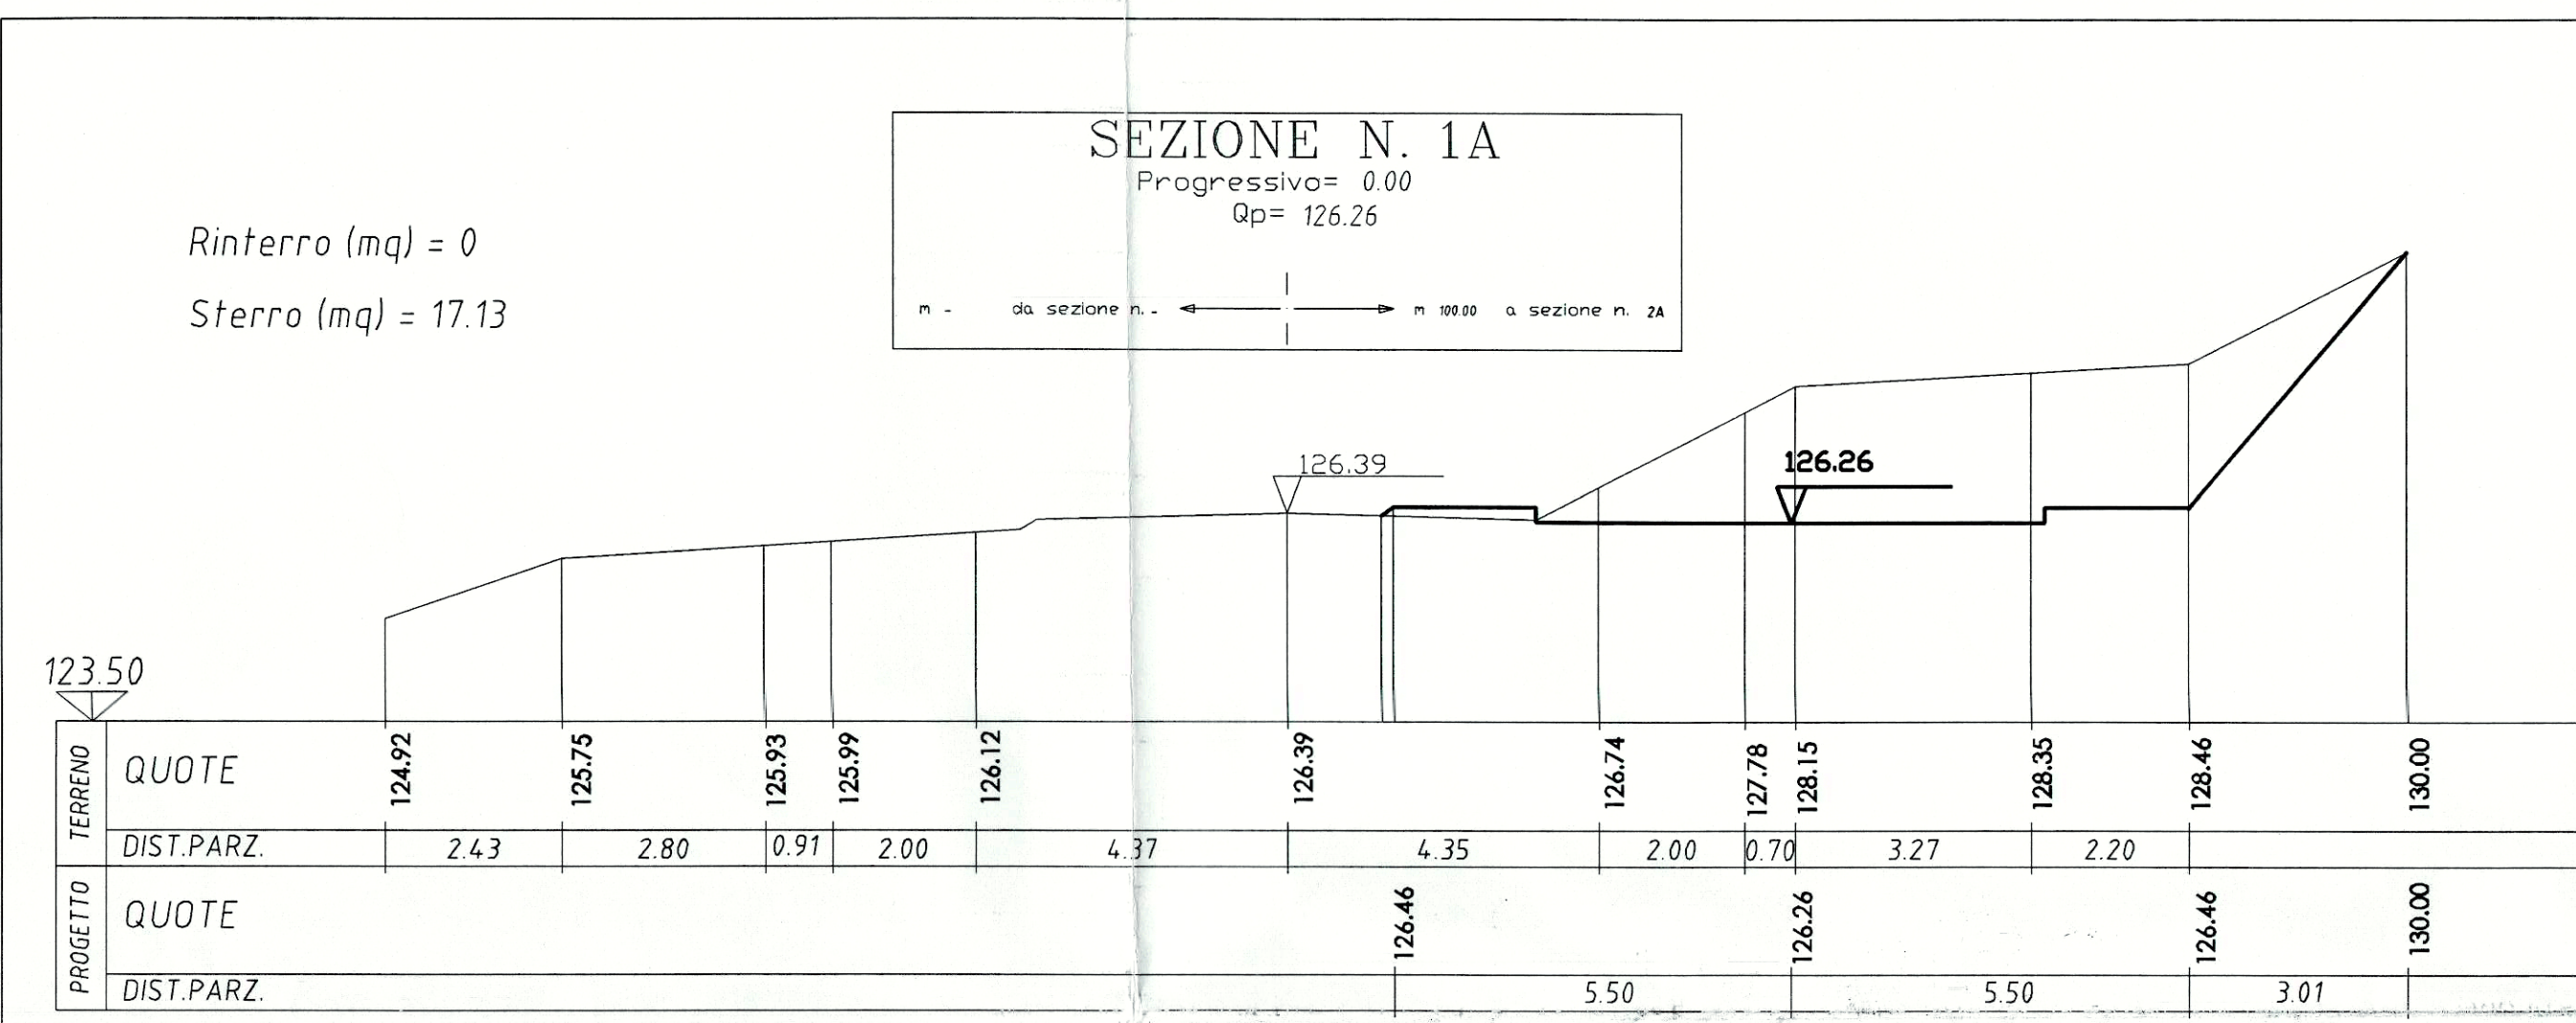 SEZIONE N. 1A
Progressiva= 0.00
Qp= 126.26
m - da sezione n. - m 100.00 a sezione n. 2A
Rinterro (mq) = 0
Sterro (mq) = 17.13
126.39
126.26
123.50
TERRENO
QUOTE 124.92 125.75 125.93 125.99 126.12 126.39 126.74 127.78 128.15 128.35 128.46 130.00
DIST.PARZ. 2.43 2.80 0.91 2.00 4.37 4.35 2.00 0.70 3.27 2.20
PROGETTO
QUOTE 126.46 126.26 126.46 130.00
DIST.PARZ. 5.50 5.50 3.01